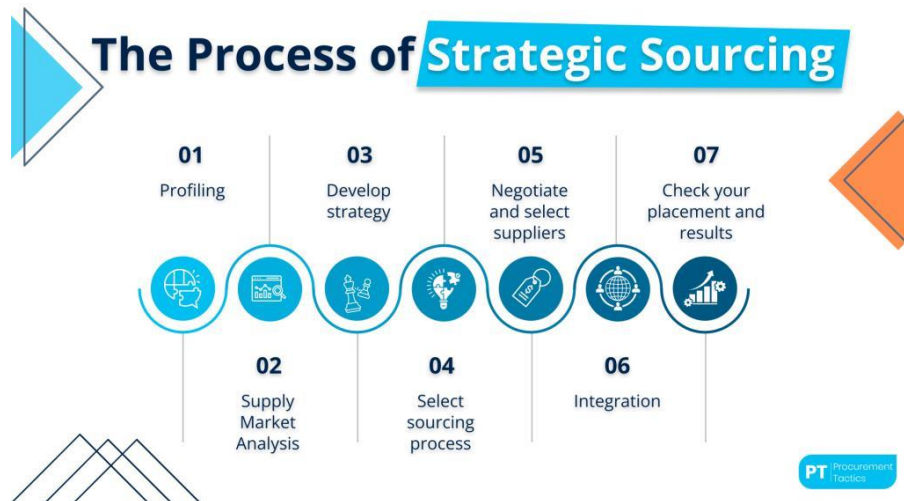 The Process of Strategic Sourcing
01
Profiling
02
Supply
Market
Analysis
03
Develop
strategy
04
Select
sourcing
process
05
Negotiate
and select
suppliers
06
Integration
07
Check your
placement and
results
PT Procurement
Tactics